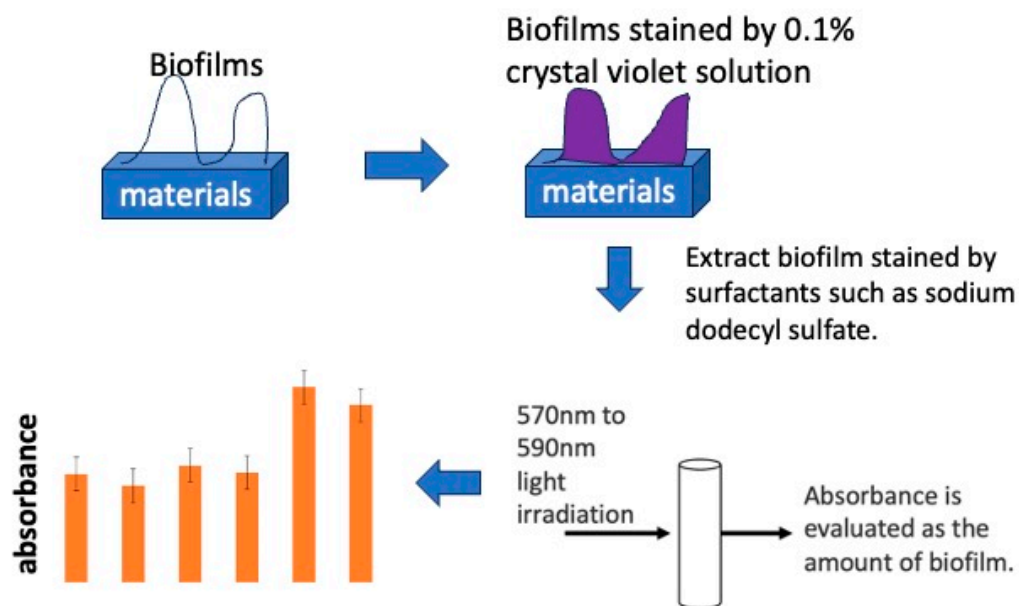 Biofilms
materials
Biofilms stained by 0.1%
crystal violet solution
materials
Extract biofilm stained by
surfactants such as sodium
dodecyl sulfate.
570nm to
590nm
light
irradiation
Absorbance is
evaluated as the
amount of biofilm.
absorbance